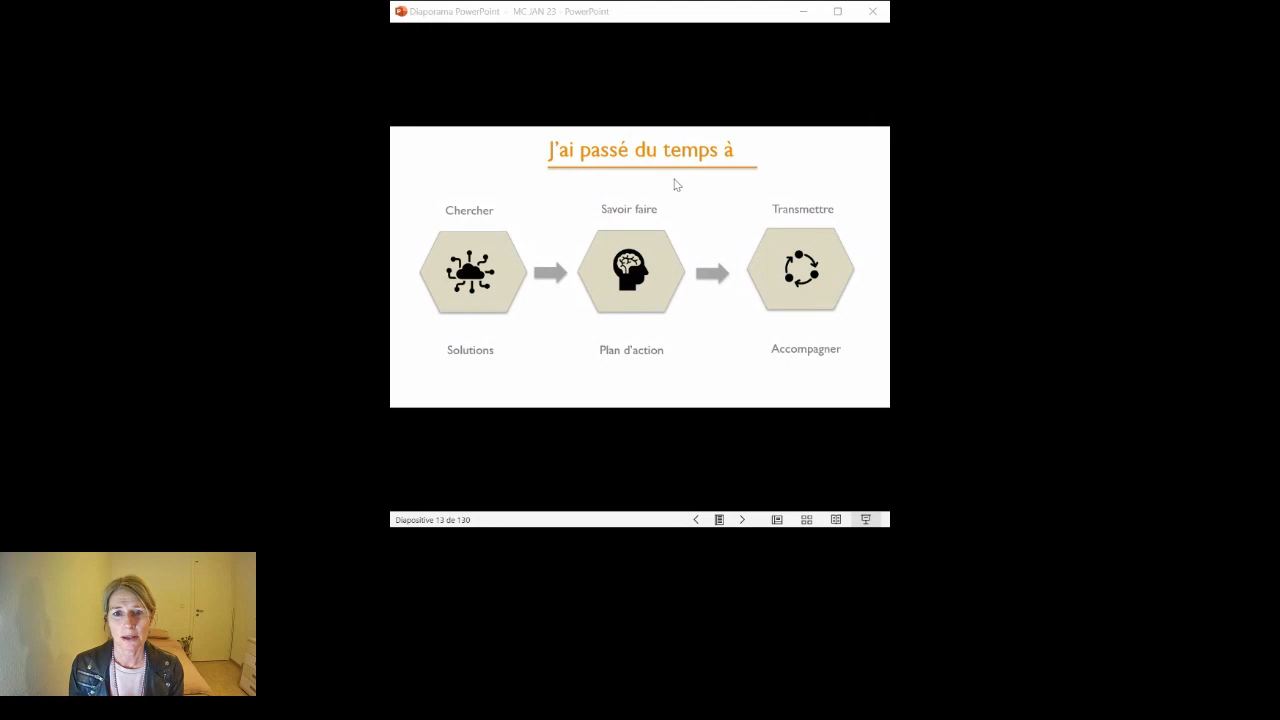 Diaporama PowerPoint - MC JAN 23 - PowerPoint
J'ai passé du temps à
Chercher
Savoir faire
Transmettre
Solutions
Plan d'action
Accompagner
Diapositive 13 de 130